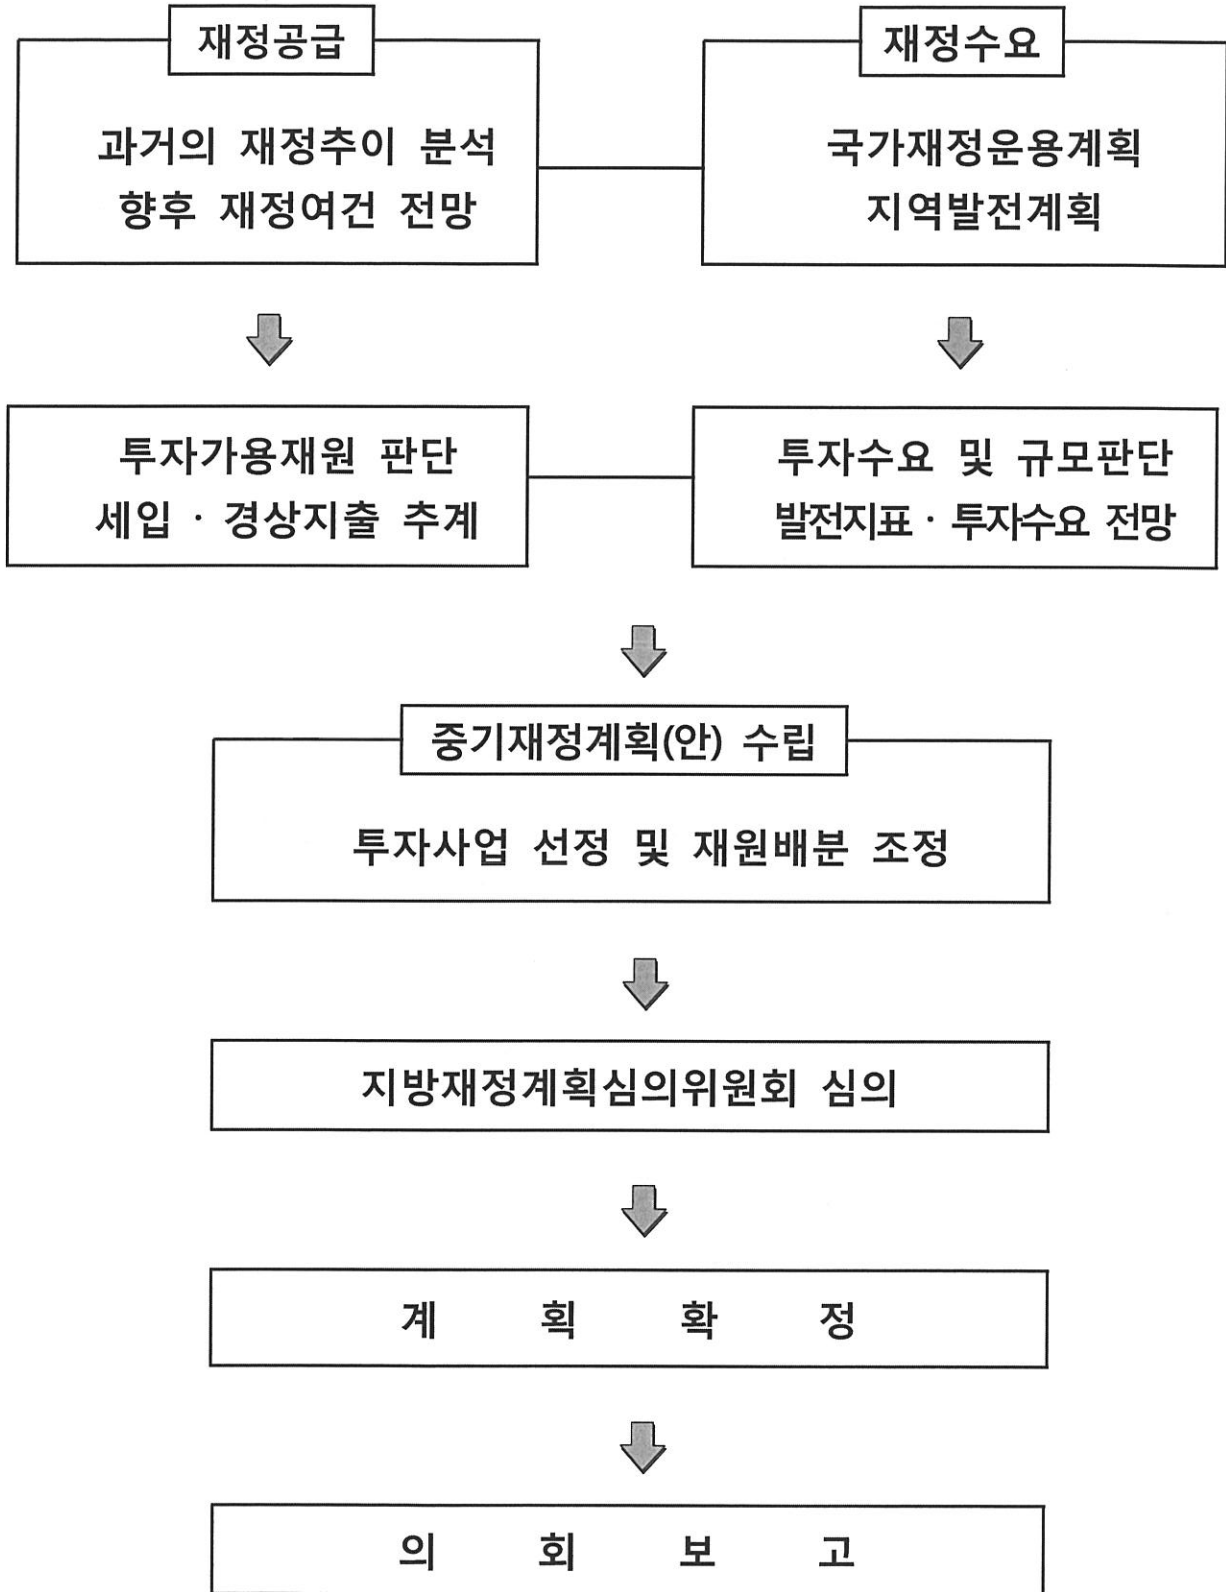 재정공급
과거의 재정추이 분석
향후 재정여건 전망
재정수요
국가재정운용계획
지역발전계획
투자가용재원 판단
세입 · 경상지출 추계
투자수요 및 규모판단
발전지표 · 투자수요 전망
중기재정계획(안) 수립
투자사업 선정 및 재원배분 조정
지방재정계획심의위원회 심의
계 획 확 정
의 회 보 고